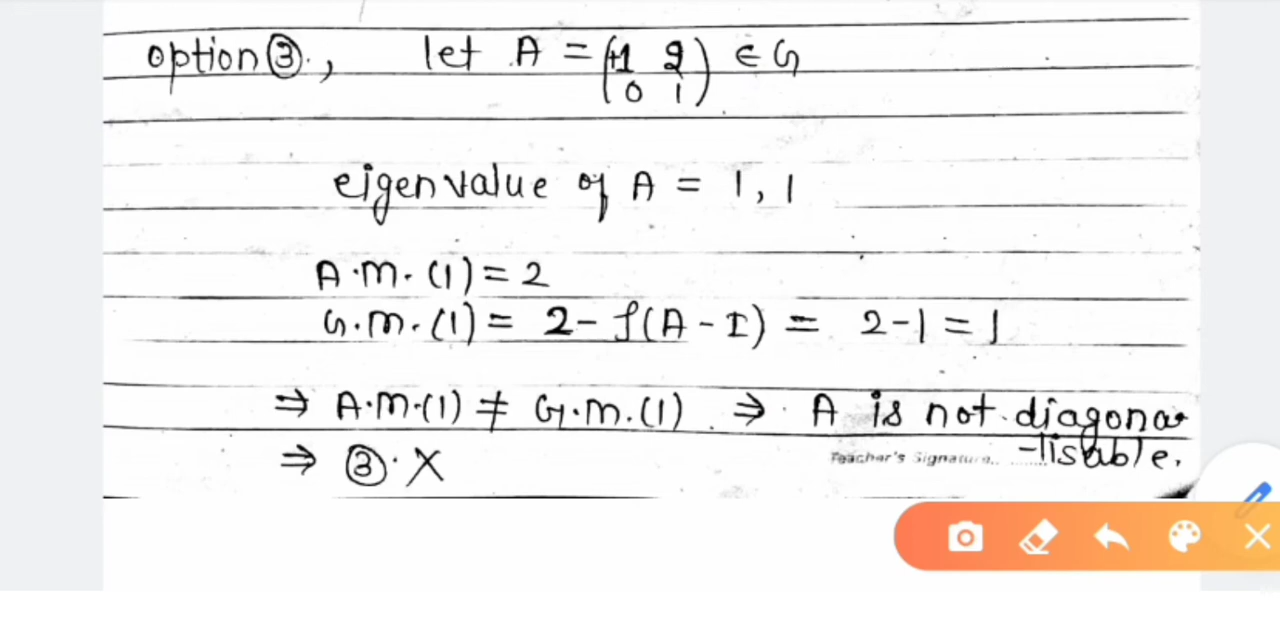 option ③., let A = (+1 2) ∈ G
(0 1)
eigenvalue of A = 1, 1
A.M. (1) = 2
G.M. (1) = 2 - ρ(A - I) = 2 - 1 = 1
⇒ A.M.(1) ≠ G.M.(1) ⇒ A is not diagona
⇒ ③. X Teacher's Signature.. -lisable.